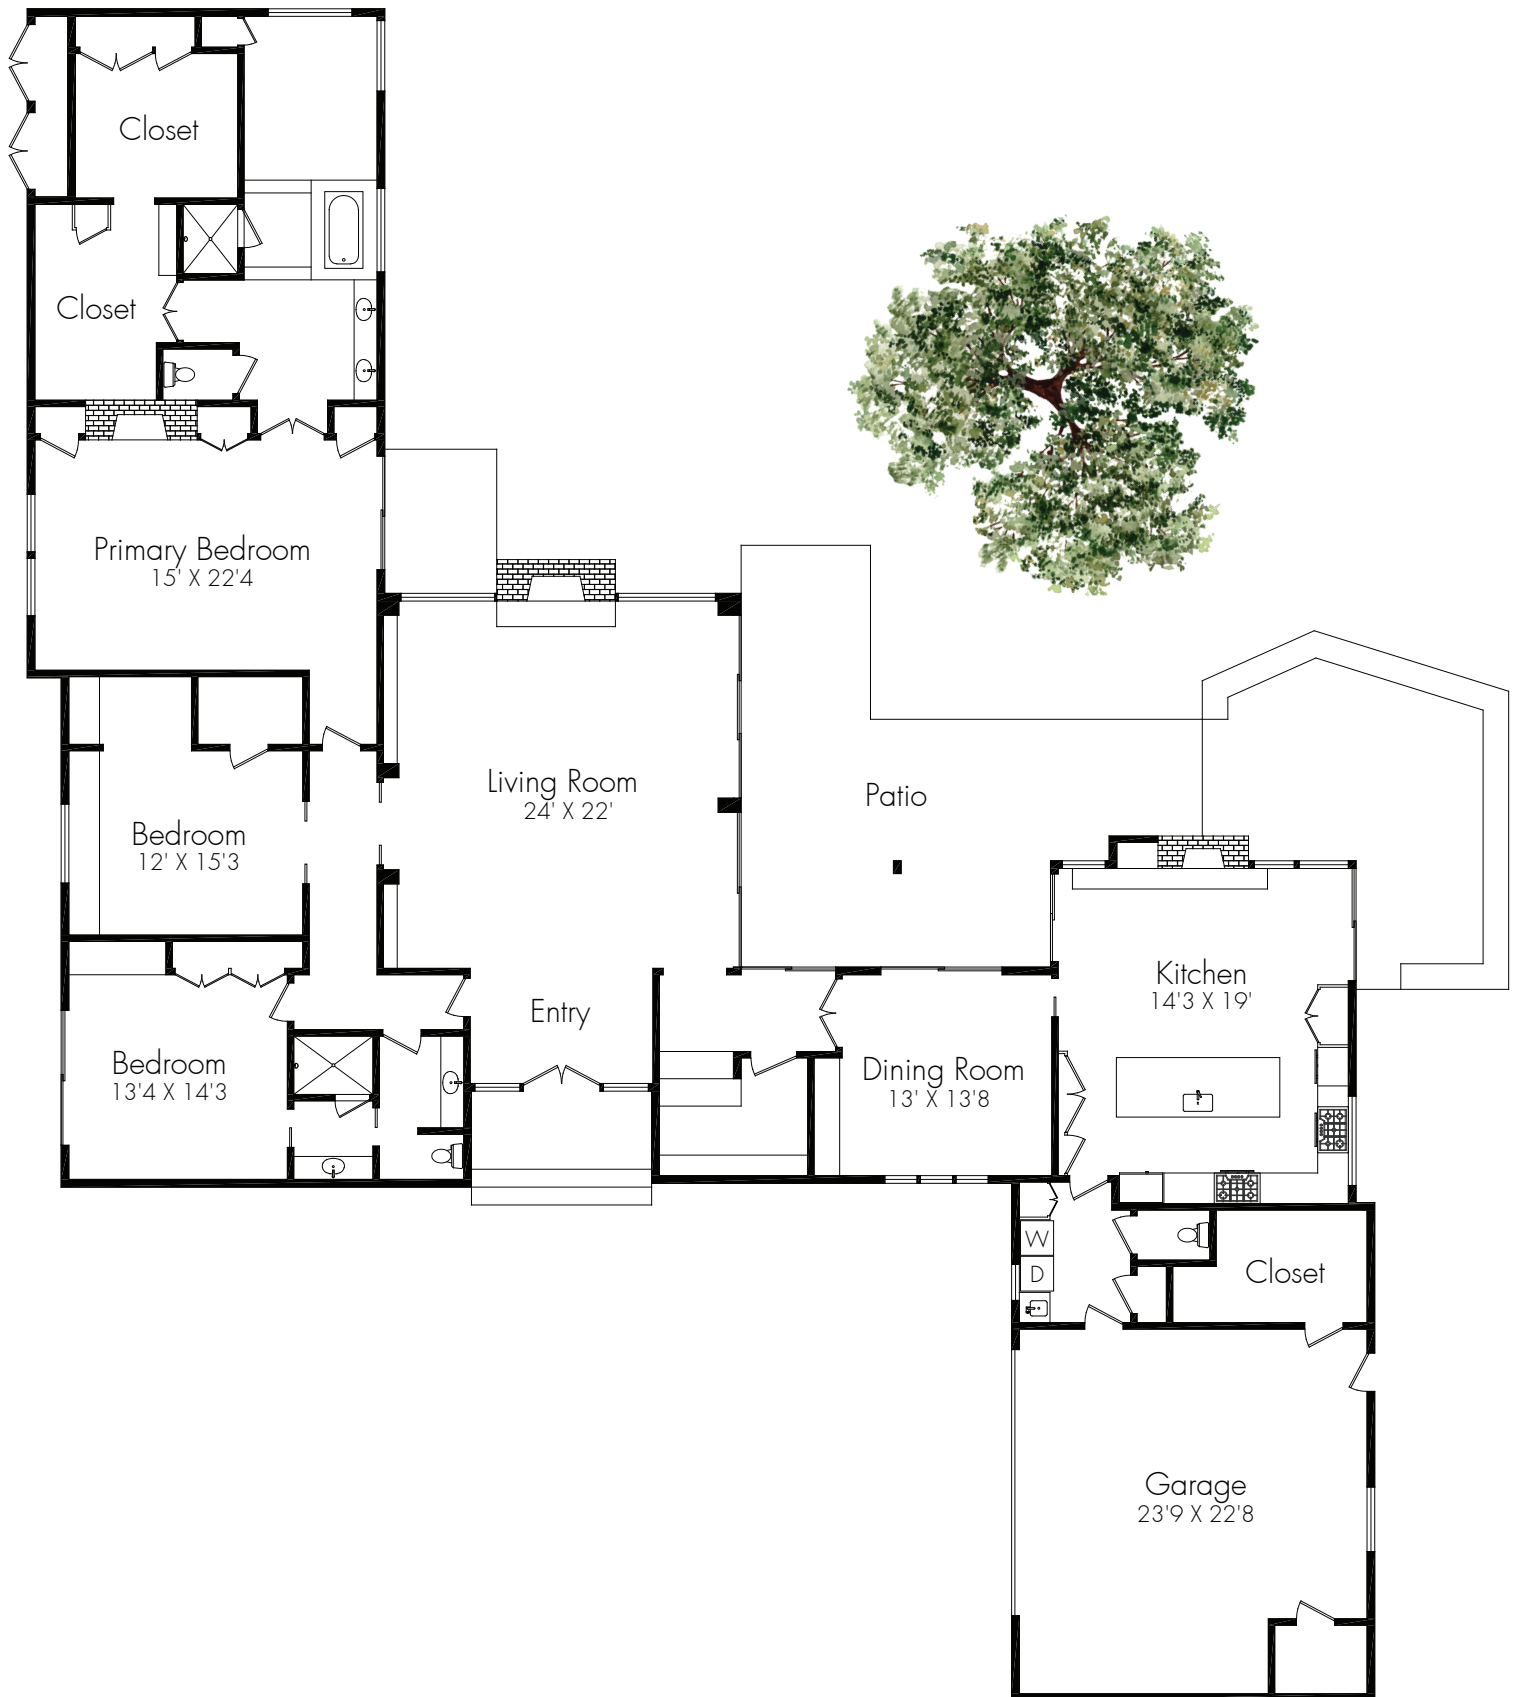 Closet
Closet
Primary Bedroom
15' X 22'4
Living Room
24' X 22'
Patio
Bedroom
12' X 15'3
Kitchen
14'3 X 19'
Entry
Bedroom
13'4 X 14'3
Dining Room
13' X 13'8
W
D
Closet
Garage
23'9 X 22'8